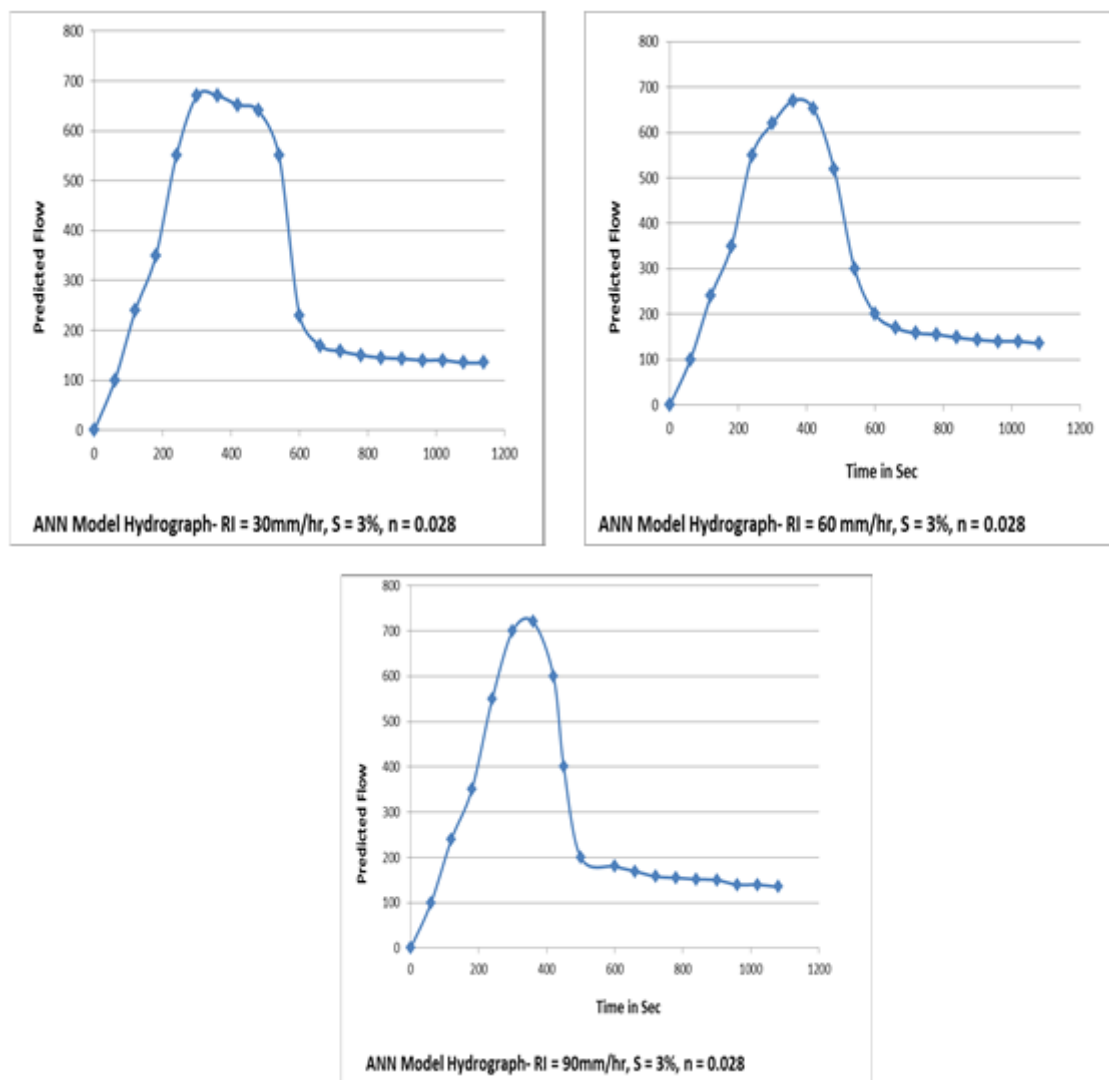 800
700
600
500
400
300
200
100
0
Predicted Flow
0 200 400 600 800 1000 1200
ANN Model Hydrograph- RI = 30mm/hr, S = 3%, n = 0.028
800
700
600
500
400
300
200
100
0
Predicted Flow
0 200 400 600 800 1000 1200
Time in Sec
ANN Model Hydrograph- RI = 60 mm/hr, S = 3%, n = 0.028
800
700
600
500
400
300
200
100
0
Predicted Flow
0 200 400 600 800 1000 1200
Time in Sec
ANN Model Hydrograph- RI = 90mm/hr, S = 3%, n = 0.028